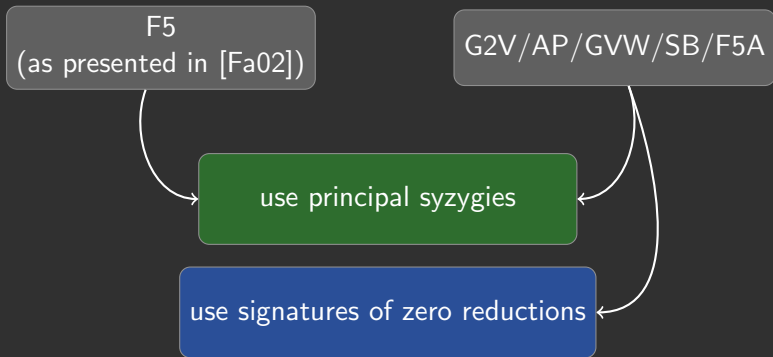 F5
(as presented in [Fa02])
G2V/AP/GVW/SB/F5A
use principal syzygies
use signatures of zero reductions